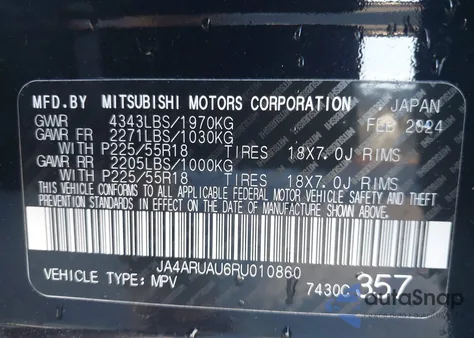 MFD.BY MITSUBISHI MOTORS CORPORATION JAPAN
GVWR 4343LBS/1970KG FEB 2024
GAWR FR 2271LBS/1030KG
WITH P225/55R18 TIRES 18X7.0J RIMS
GAWR RR 2205LBS/1000KG
WITH P225/55R18 TIRES 18X7.0J RIMS
THIS VEHICLE CONFORMS TO ALL APPLICABLE FEDERAL MOTOR VEHICLE SAFETY AND THEFT
PREVENTION STANDARDS IN EFFECT ON THE DATE OF MANUFACTURE SHOWN ABOVE.
JA4ARUAU6RU010860
VEHICLE TYPE: MPV 7430C 357
autoSnap